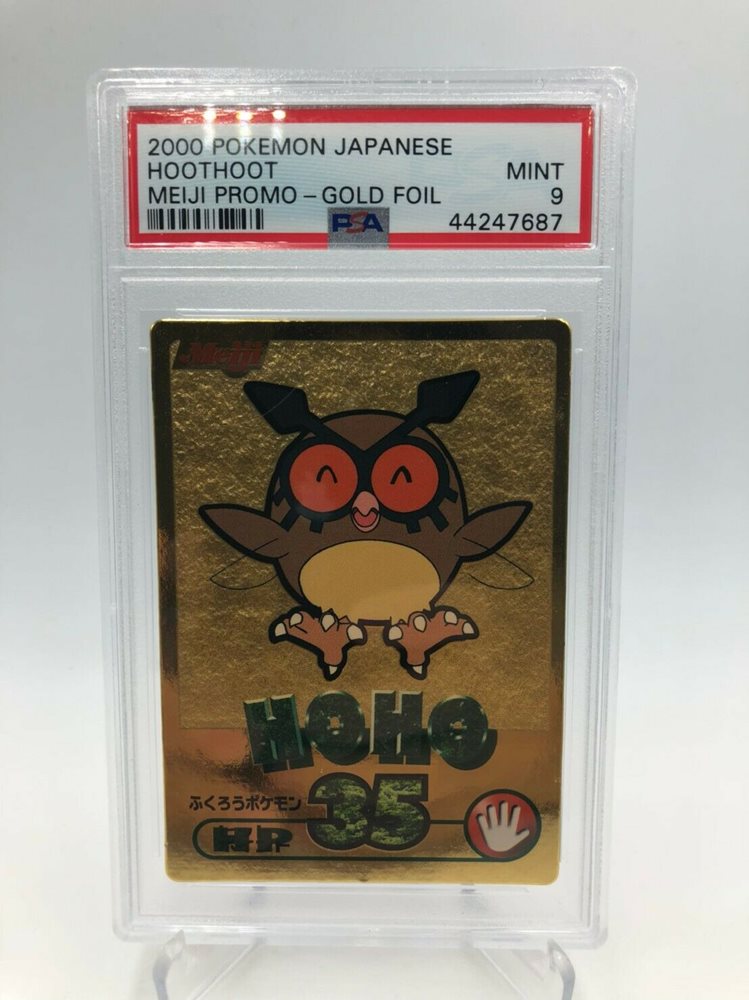 2000 POKEMON JAPANESE
HOOTHOOT MINT
MEIJI PROMO – GOLD FOIL 9
PSA 44247687
Meiji
HOHO
35
ふくろうポケモン
HP